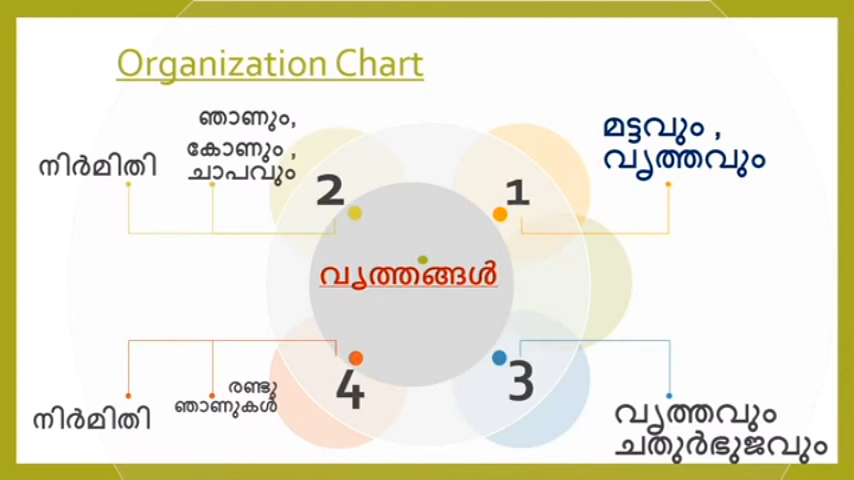 Organization Chart
ഞാണും,
കോണും ,
ചാപവും
നിർമിതി
2
1
മട്ടവും ,
വൃത്തവും
വൃത്തങ്ങൾ
4
രണ്ടു
ഞാണുകൾ
നിർമിതി
3
വൃത്തവും
ചതുർഭുജവും